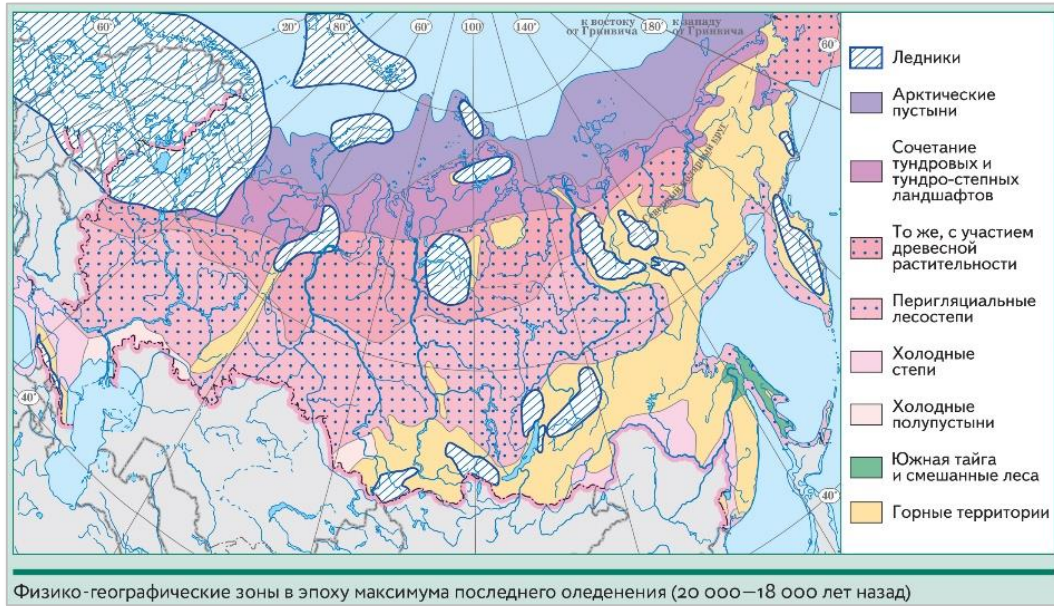 60°
20°
80°
60°
100°
140°
к востоку
от Гринвича
180°
к западу
от Гринвича
60°
Северный полярный круг
40°
40°
Ледники
Арктические
пустыни
Сочетание
тундровых и
тундро-степных
ландшафтов
То же, с участием
древесной
растительности
Перигляциальные
лесостепи
Холодные
степи
Холодные
полупустыни
Южная тайга
и смешанные леса
Горные территории
Физико-географические зоны в эпоху максимума последнего оледенения (20 000—18 000 лет назад)